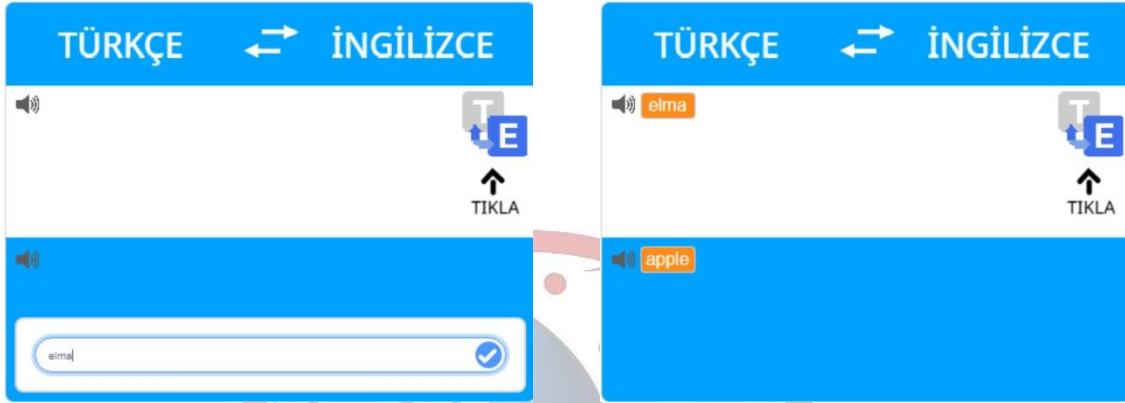 TÜRKÇE İNGİLİZCE
T
E
TIKLA
elma
TÜRKÇE İNGİLİZCE
elma
T
E
TIKLA
apple